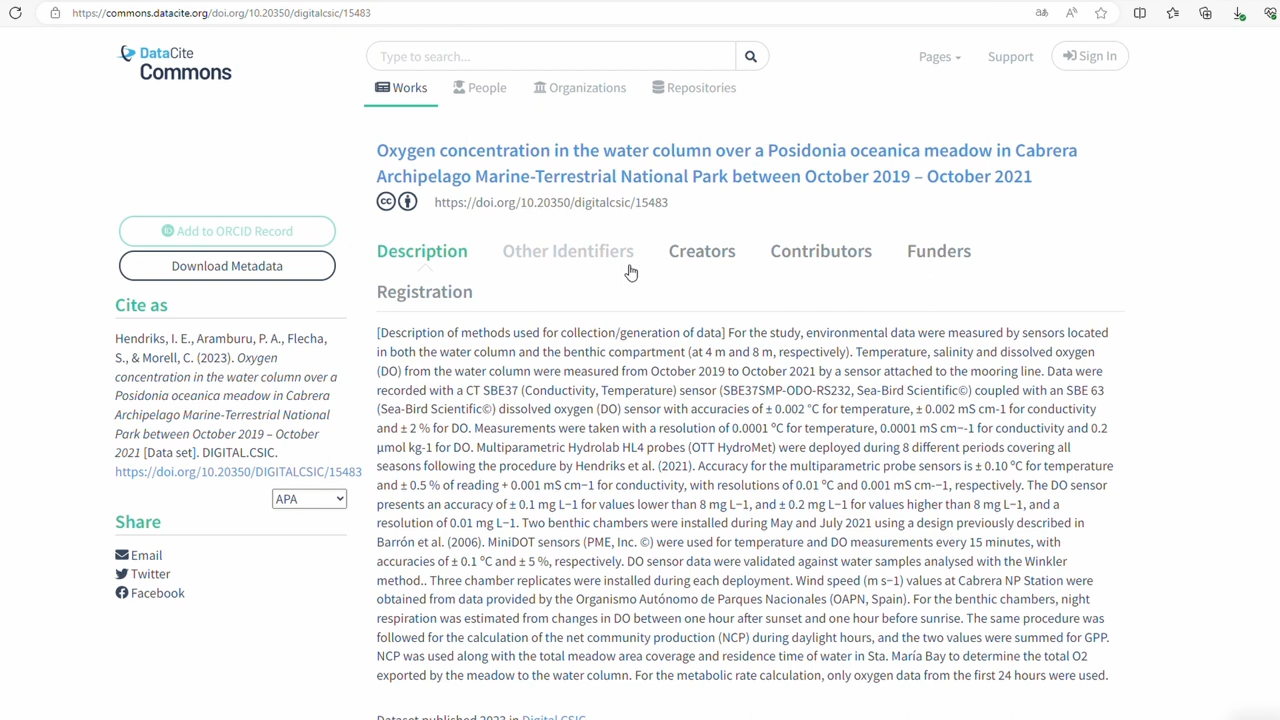 https://commons.datacite.org/doi.org/10.20350/digitalcsic/15483
DataCite
Commons
Type to search...
Pages
Support
Sign In
Works
People
Organizations
Repositories
Oxygen concentration in the water column over a Posidonia oceanica meadow in Cabrera
Archipelago Marine-Terrestrial National Park between October 2019 – October 2021
https://doi.org/10.20350/digitalcsic/15483
Add to ORCID Record
Download Metadata
Cite as
Hendriks, I. E., Aramburu, P. A., Flecha,
S., & Morell, C. (2023). Oxygen
concentration in the water column over a
Posidonia oceanica meadow in Cabrera
Archipelago Marine-Terrestrial National
Park between October 2019 – October
2021 [Data set]. DIGITAL.CSIC.
https://doi.org/10.20350/DIGITALCSIC/15483
APA
Share
Email
Twitter
Facebook
Description
Other Identifiers
Creators
Contributors
Funders
Registration
[Description of methods used for collection/generation of data] For the study, environmental data were measured by sensors located
in both the water column and the benthic compartment (at 4 m and 8 m, respectively). Temperature, salinity and dissolved oxygen
(DO) from the water column were measured from October 2019 to October 2021 by a sensor attached to the mooring line. Data were
recorded with a CT SBE37 (Conductivity, Temperature) sensor (SBE37SMP-ODO-RS232, Sea-Bird Scientific©) coupled with an SBE 63
(Sea-Bird Scientific©) dissolved oxygen (DO) sensor with accuracies of ± 0.002 °C for temperature, ± 0.002 mS cm-1 for conductivity
and ± 2 % for DO. Measurements were taken with a resolution of 0.0001 °C for temperature, 0.0001 mS cm−-1 for conductivity and 0.2
μmol kg-1 for DO. Multiparametric Hydrolab HL4 probes (OTT HydroMet) were deployed during 8 different periods covering all
seasons following the procedure by Hendriks et al. (2021). Accuracy for the multiparametric probe sensors is ± 0.10 °C for temperature
and ± 0.5 % of reading + 0.001 mS cm−1 for conductivity, with resolutions of 0.01 °C and 0.001 mS cm-−1, respectively. The DO sensor
presents an accuracy of ± 0.1 mg L−1 for values lower than 8 mg L−1, and ± 0.2 mg L−1 for values higher than 8 mg L−1, and a
resolution of 0.01 mg L−1. Two benthic chambers were installed during May and July 2021 using a design previously described in
Barrón et al. (2006). MiniDOT sensors (PME, Inc. ©) were used for temperature and DO measurements every 15 minutes, with
accuracies of ± 0.1 °C and ± 5 %, respectively. DO sensor data were validated against water samples analysed with the Winkler
method.. Three chamber replicates were installed during each deployment. Wind speed (m s−1) values at Cabrera NP Station were
obtained from data provided by the Organismo Autónomo de Parques Nacionales (OAPN, Spain). For the benthic chambers, night
respiration was estimated from changes in DO between one hour after sunset and one hour before sunrise. The same procedure was
followed for the calculation of the net community production (NCP) during daylight hours, and the two values were summed for GPP.
NCP was used along with the total meadow area coverage and residence time of water in Sta. María Bay to determine the total O2
exported by the meadow to the water column. For the metabolic rate calculation, only oxygen data from the first 24 hours were used.
Dataset published 2023 in Digital CSIC